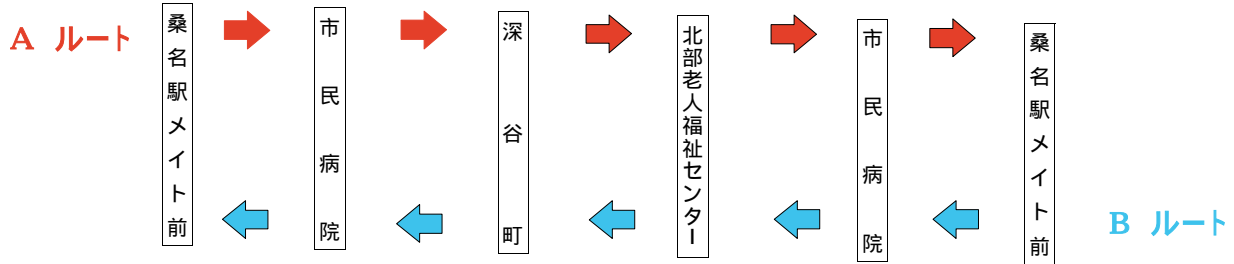 A ルート
桑名駅メイト前
市民病院
深谷町
北部老人福祉センター
市民病院
桑名駅メイト前
B ルート